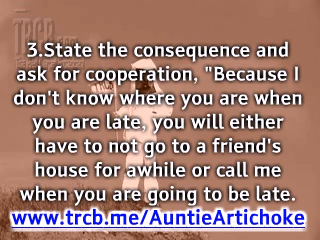 TRCB
3.State the consequence and
ask for cooperation, "Because I
don't know where you are when
you are late, you will either
have to not go to a friend's
house for awhile or call me
when you are going to be late.
www.trcb.me/AuntieArtichoke